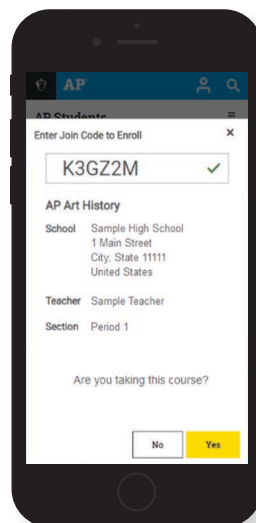 AP
AP Students
Enter Join Code to Enroll ×
K3GZ2M
AP Art History
School Sample High School
1 Main Street
City, State 11111
United States
Teacher Sample Teacher
Section Period 1
Are you taking this course?
No Yes